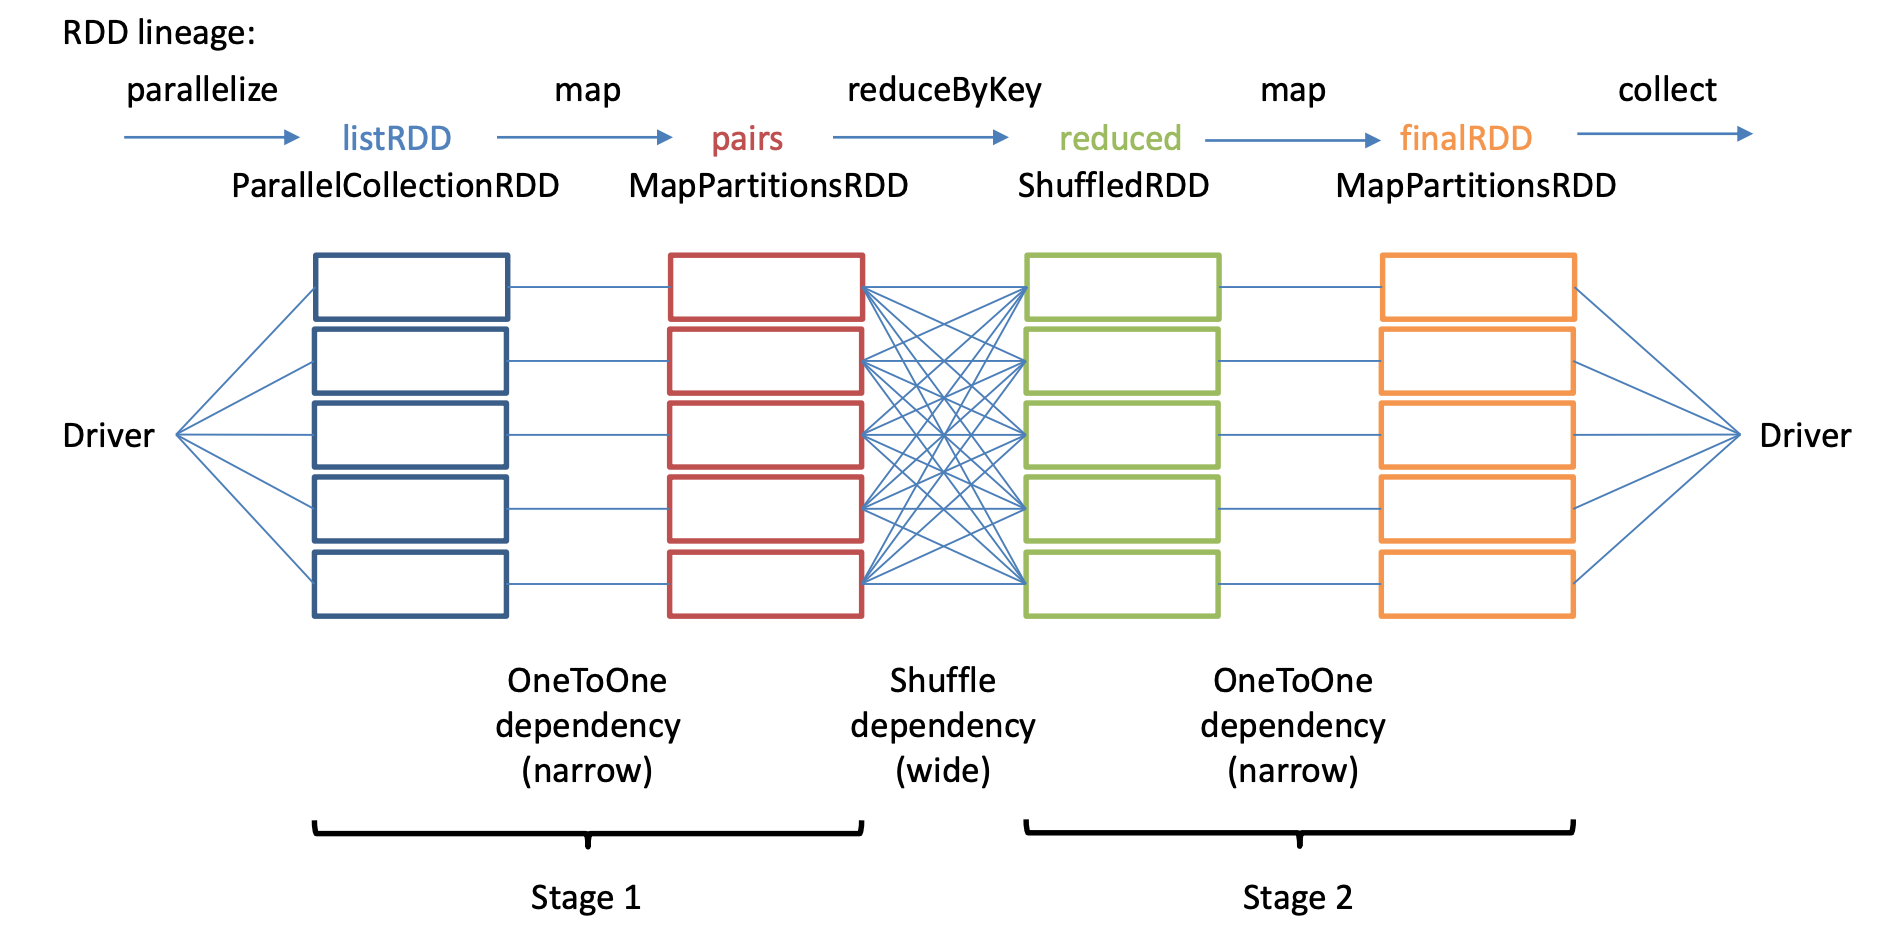 RDD lineage:
parallelize
map
reduceByKey
map
collect
listRDD
pairs
reduced
finalRDD
ParallelCollectionRDD
MapPartitionsRDD
ShuffledRDD
MapPartitionsRDD
Driver
Driver
OneToOne
dependency
(narrow)
Shuffle
dependency
(wide)
OneToOne
dependency
(narrow)
Stage 1
Stage 2